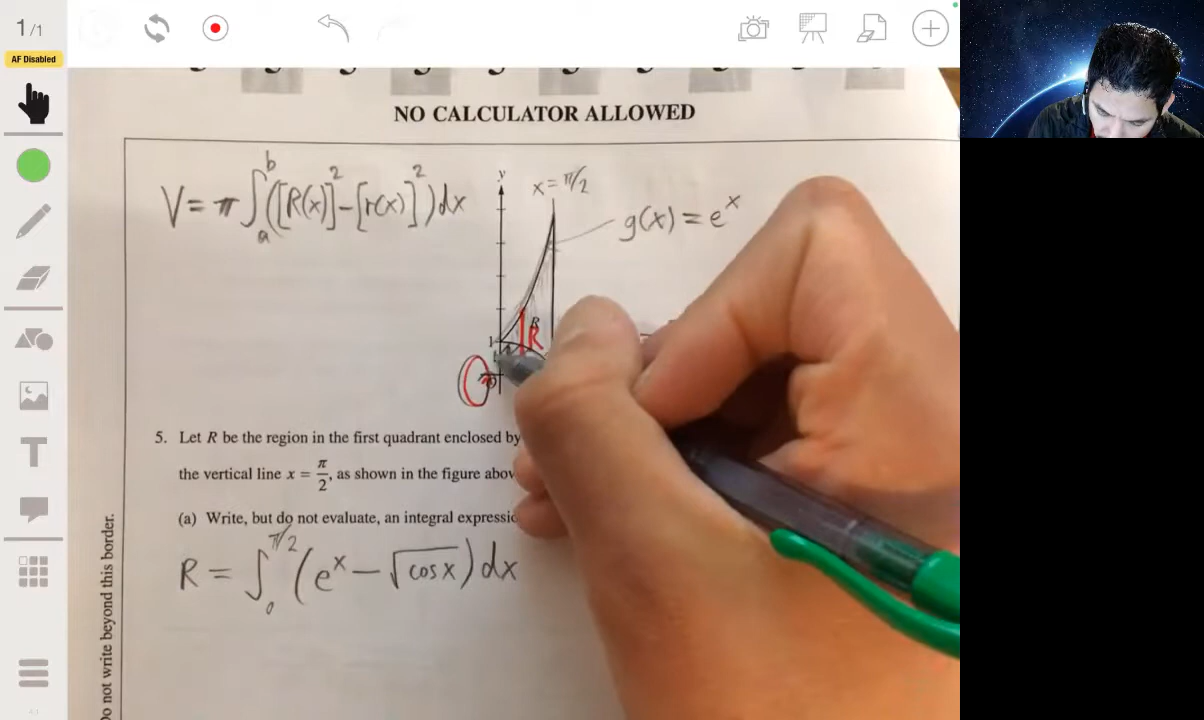 1/1
AF Disabled
NO CALCULATOR ALLOWED
V = π ∫ₐᵇ ([R(x)]² − [r(x)]²) dx
y
x = π/2
g(x) = eˣ
R
R
1
5. Let R be the region in the first quadrant enclosed by
the vertical line x = π/2, as shown in the figure abov
(a) Write, but do not evaluate, an integral expressio
R = ∫₀^π/2 (eˣ − √cosx) dx
o not write beyond this border.
T